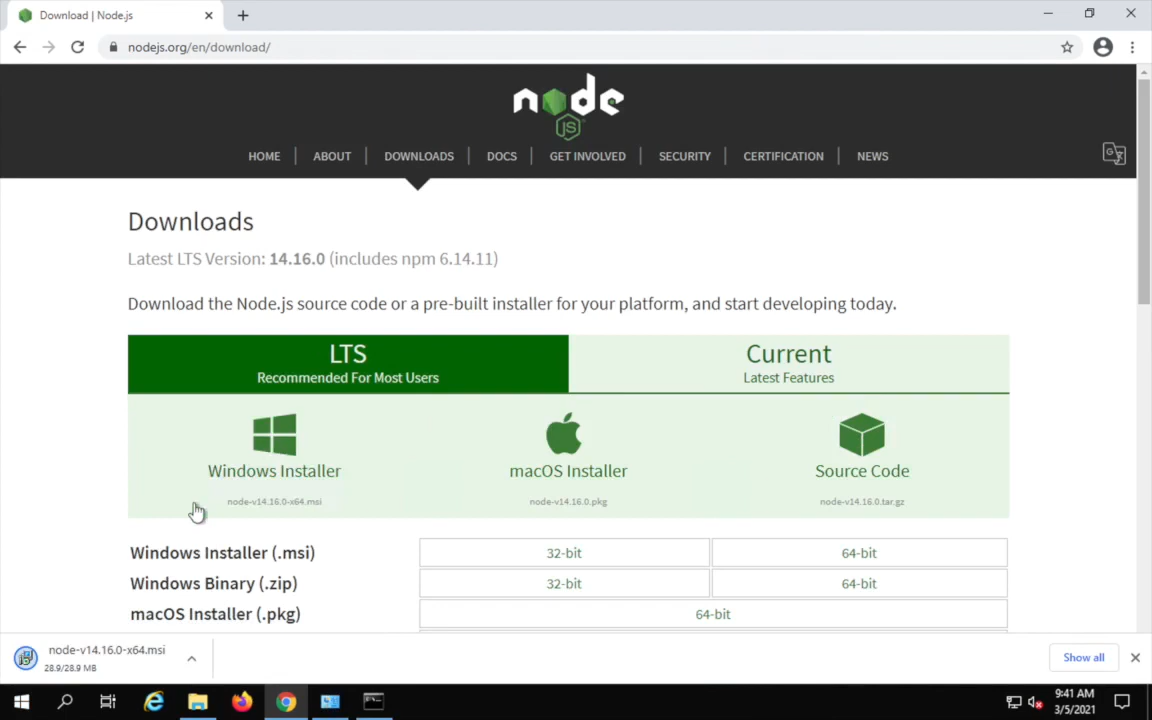 Download | Node.js
nodejs.org/en/download/
node
JS
HOME | ABOUT | DOWNLOADS | DOCS | GET INVOLVED | SECURITY | CERTIFICATION | NEWS
Downloads
Latest LTS Version: 14.16.0 (includes npm 6.14.11)
Download the Node.js source code or a pre-built installer for your platform, and start developing today.
LTS
Recommended For Most Users
Current
Latest Features
Windows Installer
node-v14.16.0-x64.msi
macOS Installer
node-v14.16.0.pkg
Source Code
node-v14.16.0.tar.gz
Windows Installer (.msi) 32-bit 64-bit
Windows Binary (.zip) 32-bit 64-bit
macOS Installer (.pkg) 64-bit
node-v14.16.0-x64.msi
28.9/28.9 MB
Show all
9:41 AM
3/5/2021